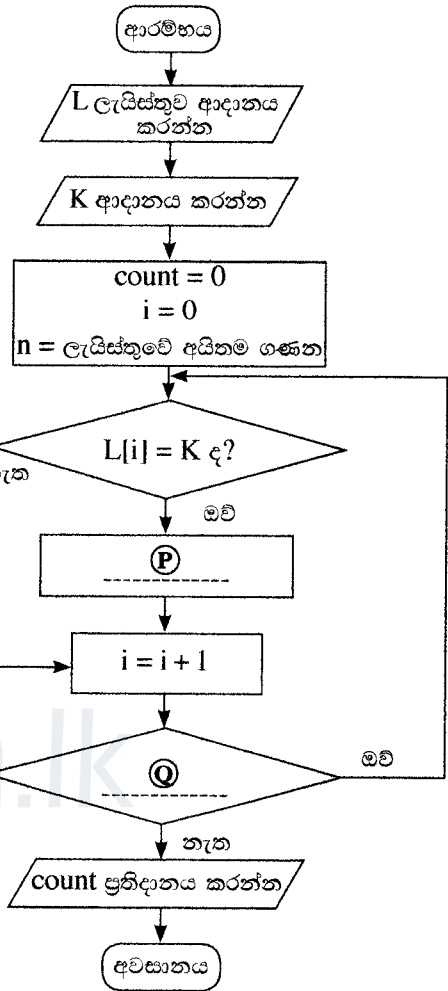 ආරම්භය
L ලැයිස්තුව ආදානය
කරන්න
K ආදානය කරන්න
count = 0
i = 0
n = ලැයිස්තුවේ අයිතම ගණන
L[i] = K ද?
ඔව්
P
i = i + 1
Q
ඔව්
නැත
count ප්‍රතිදානය කරන්න
අවසානය